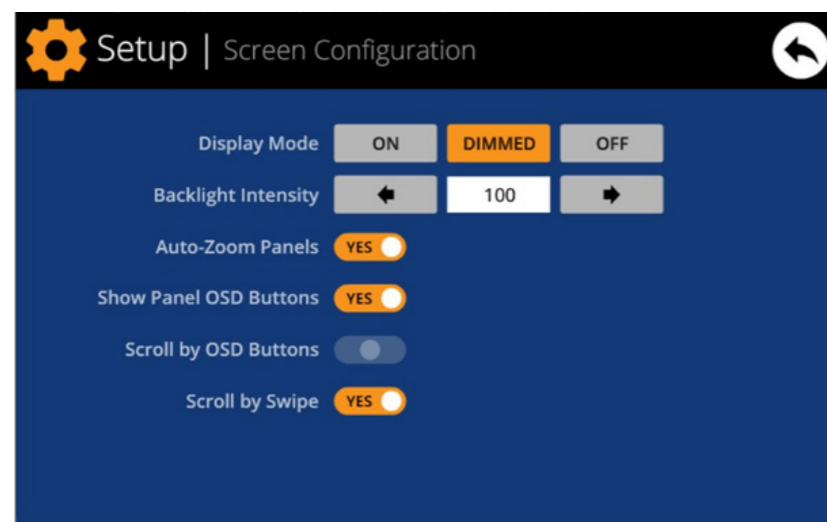 Setup | Screen Configuration
Display Mode ON DIMMED OFF
Backlight Intensity 100
Auto-Zoom Panels YES
Show Panel OSD Buttons YES
Scroll by OSD Buttons
Scroll by Swipe YES